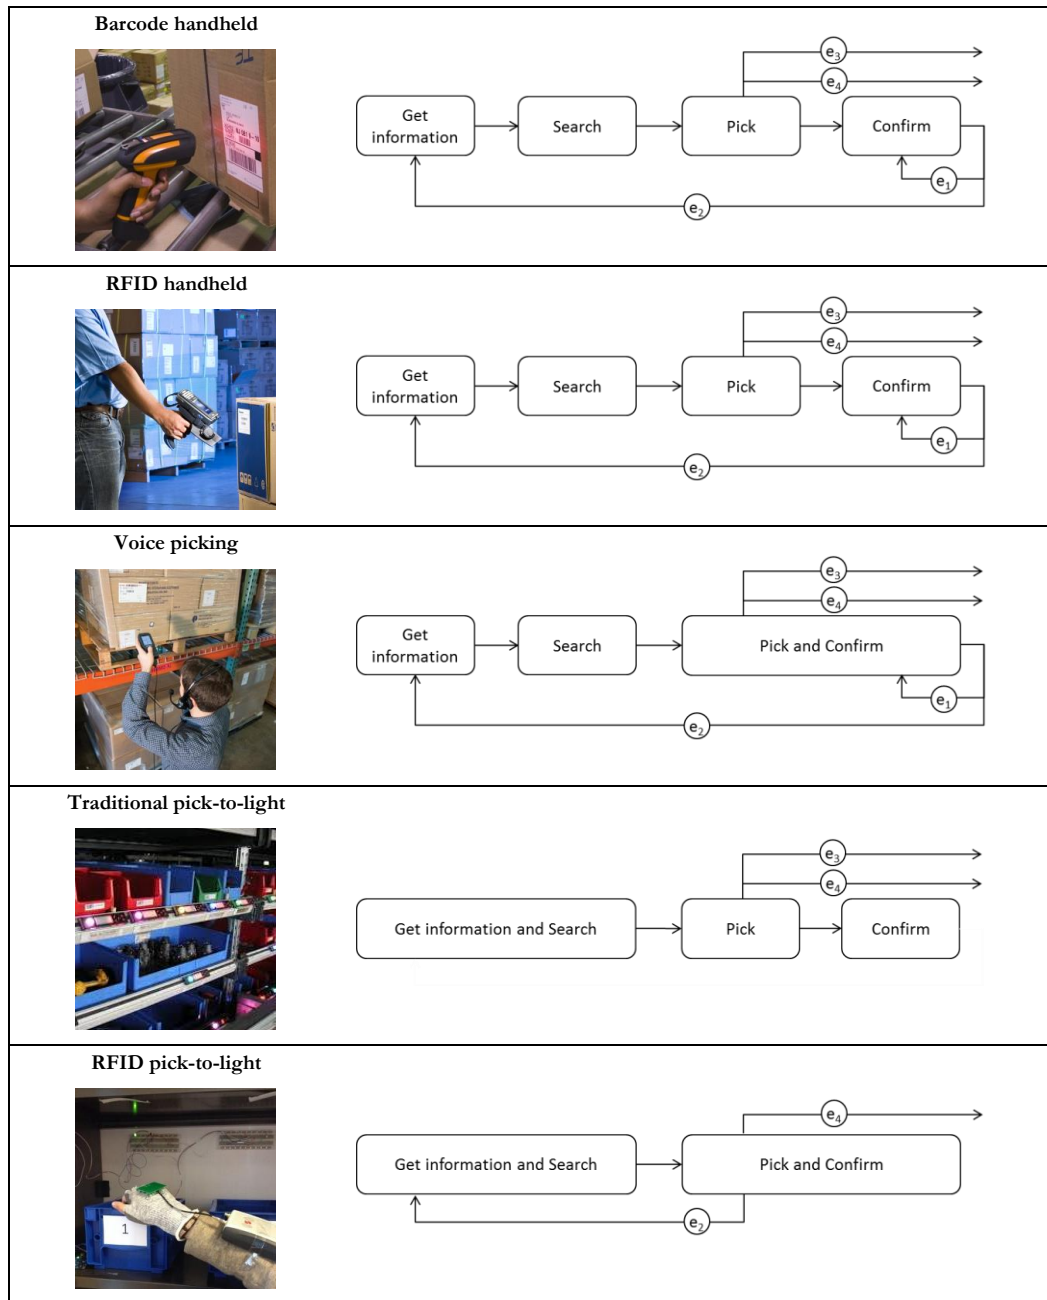 Barcode handheld
e3
e4
Get
information
Search
Pick
Confirm
e1
e2
RFID handheld
e3
e4
Get
information
Search
Pick
Confirm
e1
e2
Voice picking
e3
e4
Get
information
Search
Pick and Confirm
e1
e2
Traditional pick-to-light
e3
e4
Get information and Search
Pick
Confirm
RFID pick-to-light
e4
Get information and Search
Pick and Confirm
e2
1